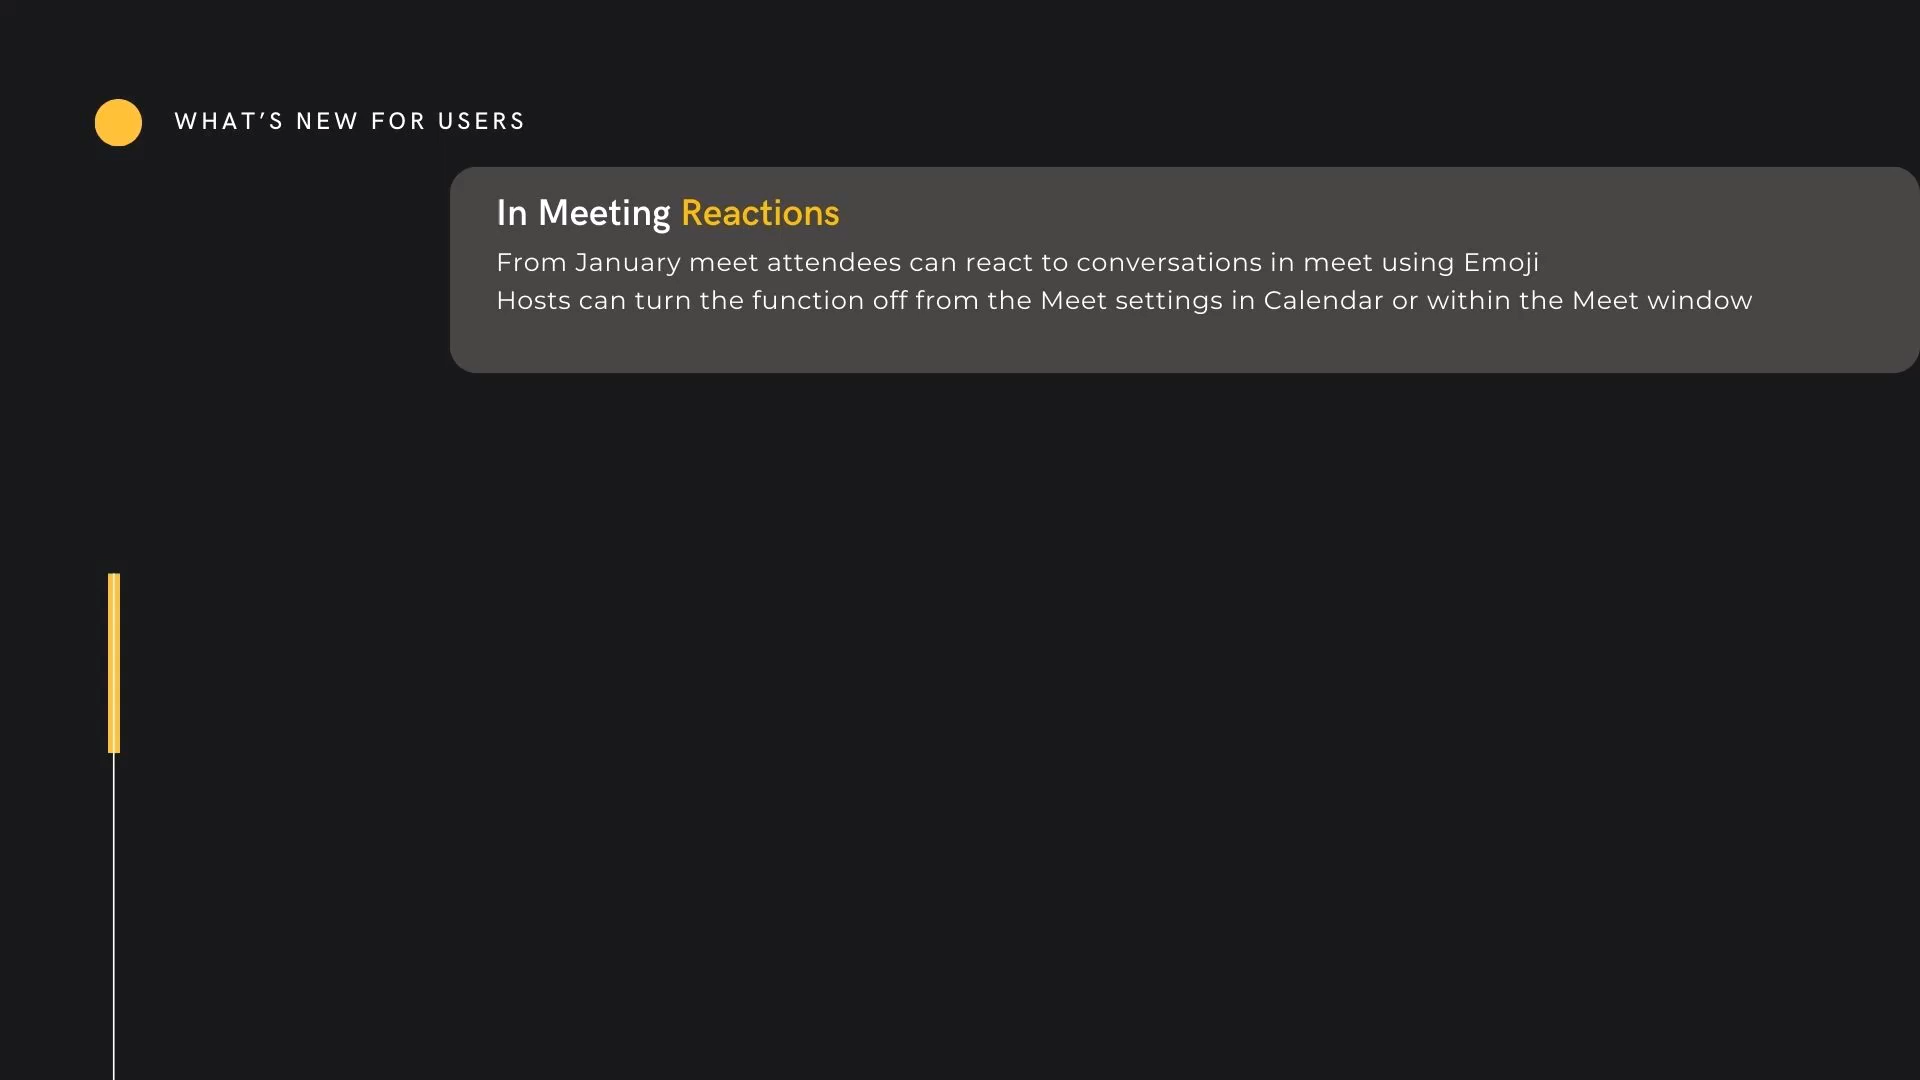 WHAT’S NEW FOR USERS
In Meeting Reactions
From January meet attendees can react to conversations in meet using Emoji
Hosts can turn the function off from the Meet settings in Calendar or within the Meet window